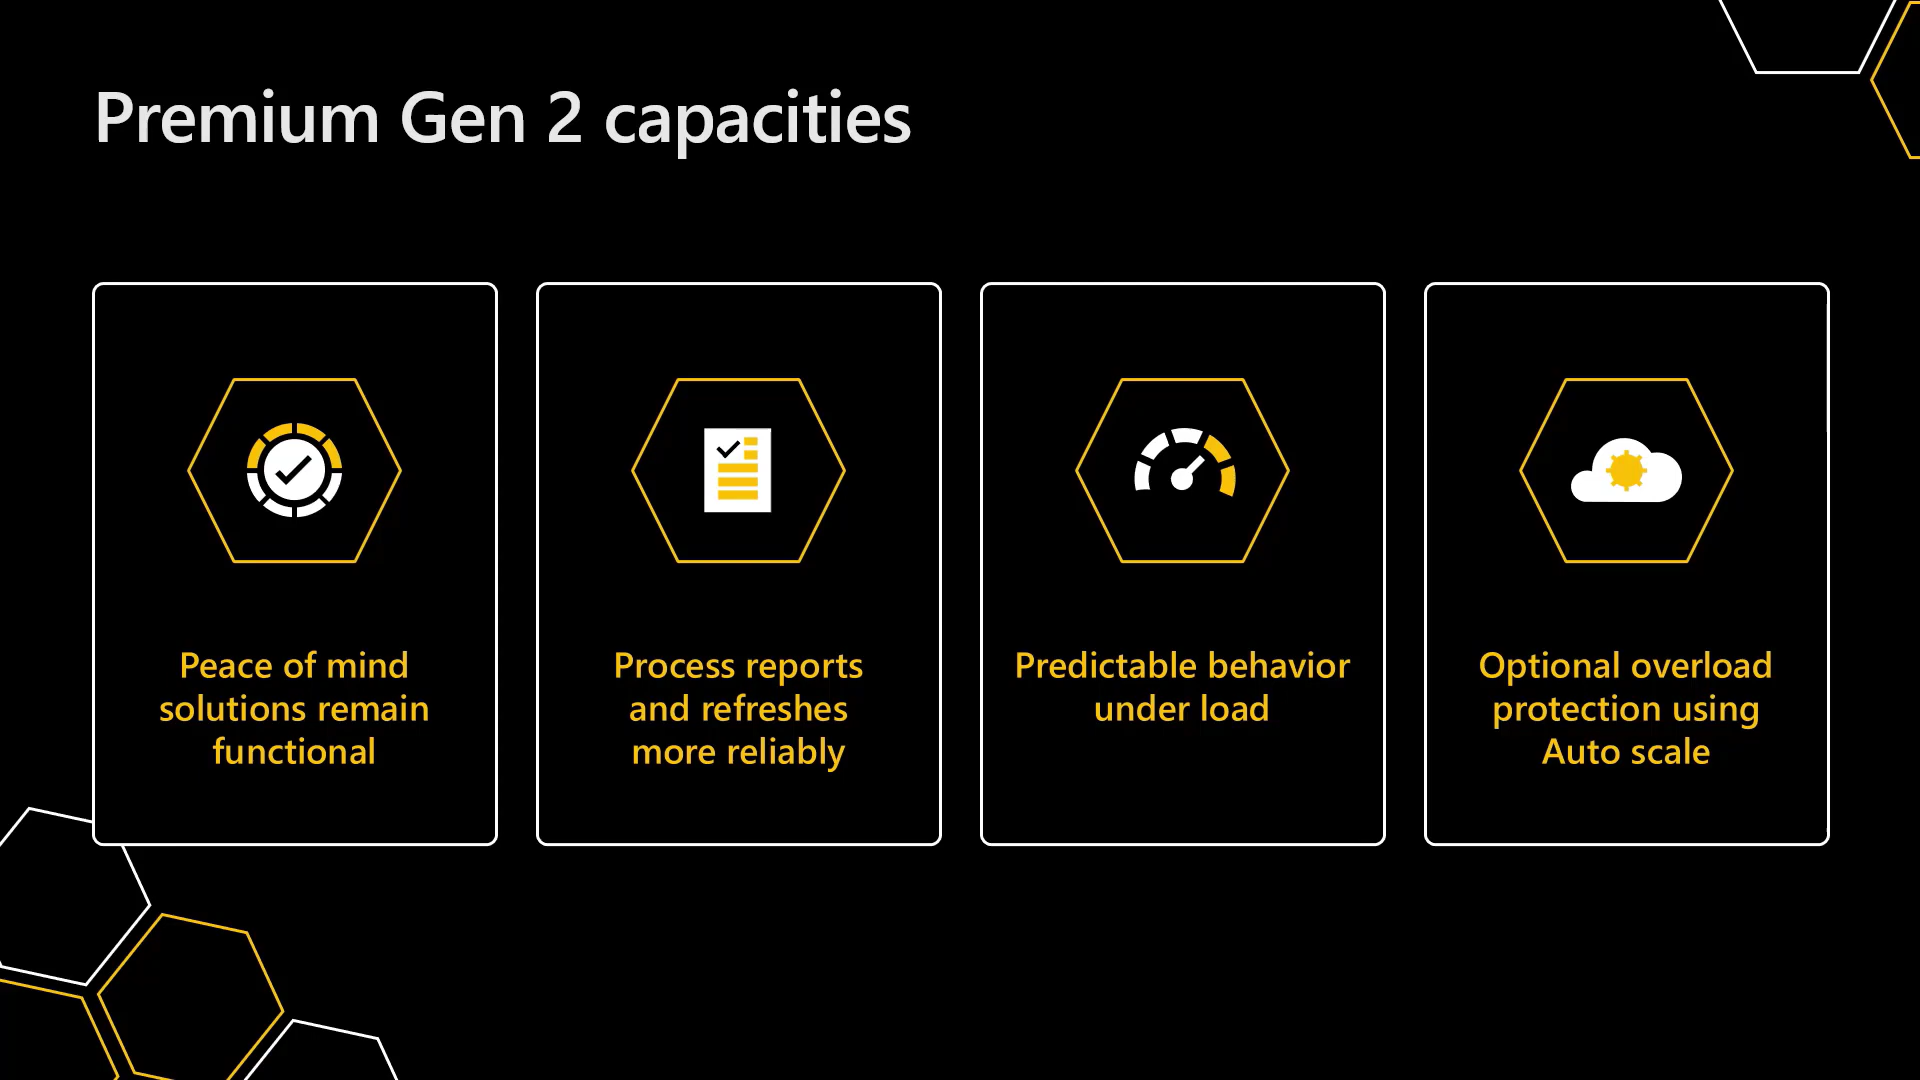 Premium Gen 2 capacities
Peace of mind
solutions remain
functional
Process reports
and refreshes
more reliably
Predictable behavior
under load
Optional overload
protection using
Auto scale